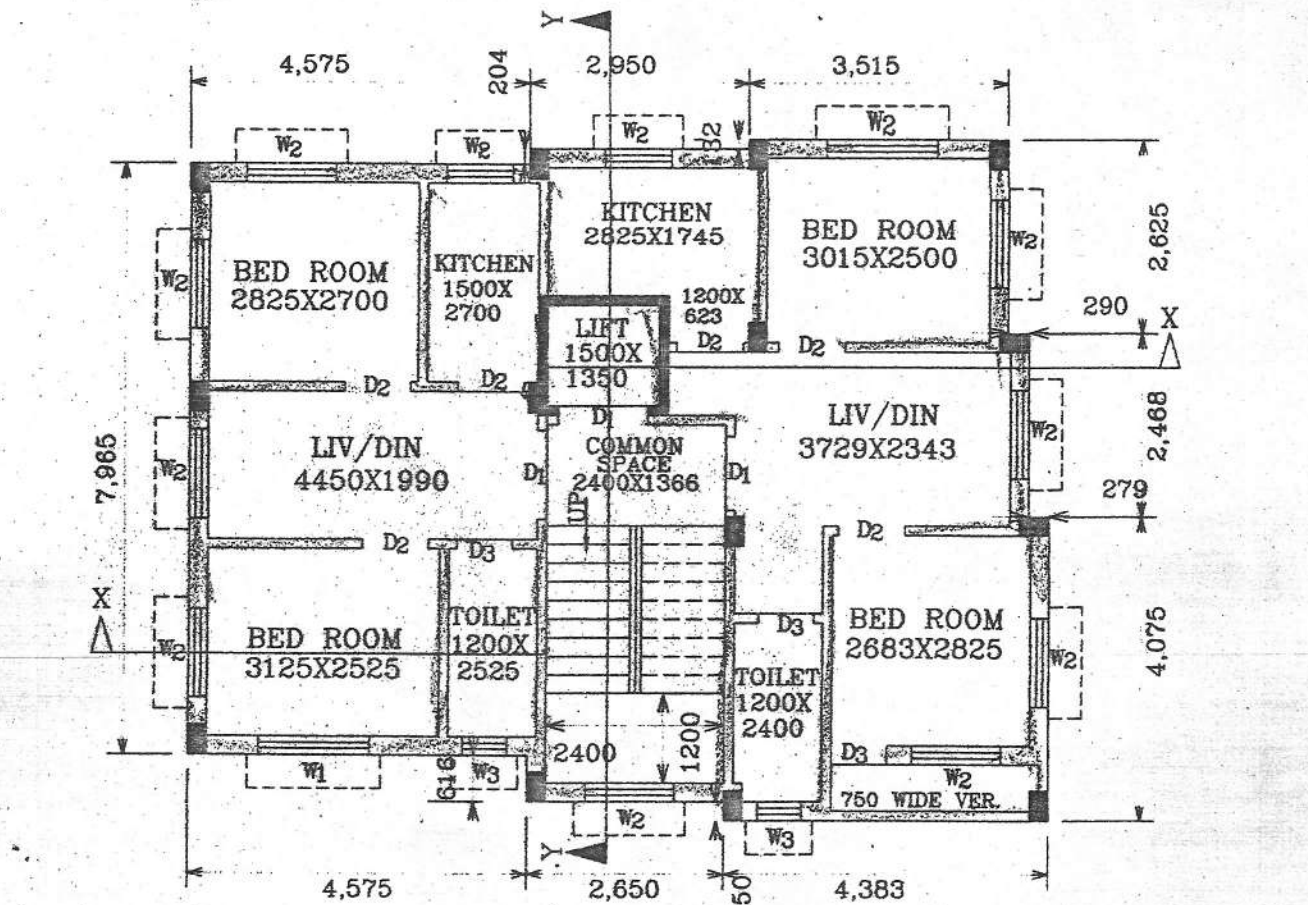 Y
4,575
204
2,950
3,515
W2
W2
W2
32
W2
KITCHEN
2825X1745
BED ROOM
3015X2500
W2
2,625
W2
BED ROOM
2825X2700
KITCHEN
1500X
2700
1200X
623
LIFT
1500X
1350
D2
D2
290
X
D2
D2
D1
7,965
W2
LIV/DIN
4450X1990
D1
COMMON
SPACE
2400X1366
D1
LIV/DIN
3729X2343
W2
2,468
279
UP
D2
D3
D2
X
W2
BED ROOM
3125X2525
TOILET
1200X
2525
D3
BED ROOM
2683X2825
W2
4,075
TOILET
1200X
2400
2400
1200
D3
W1
W3
616
W2
W2
750 WIDE VER.
W3
Y
4,575
2,650
50
4,383